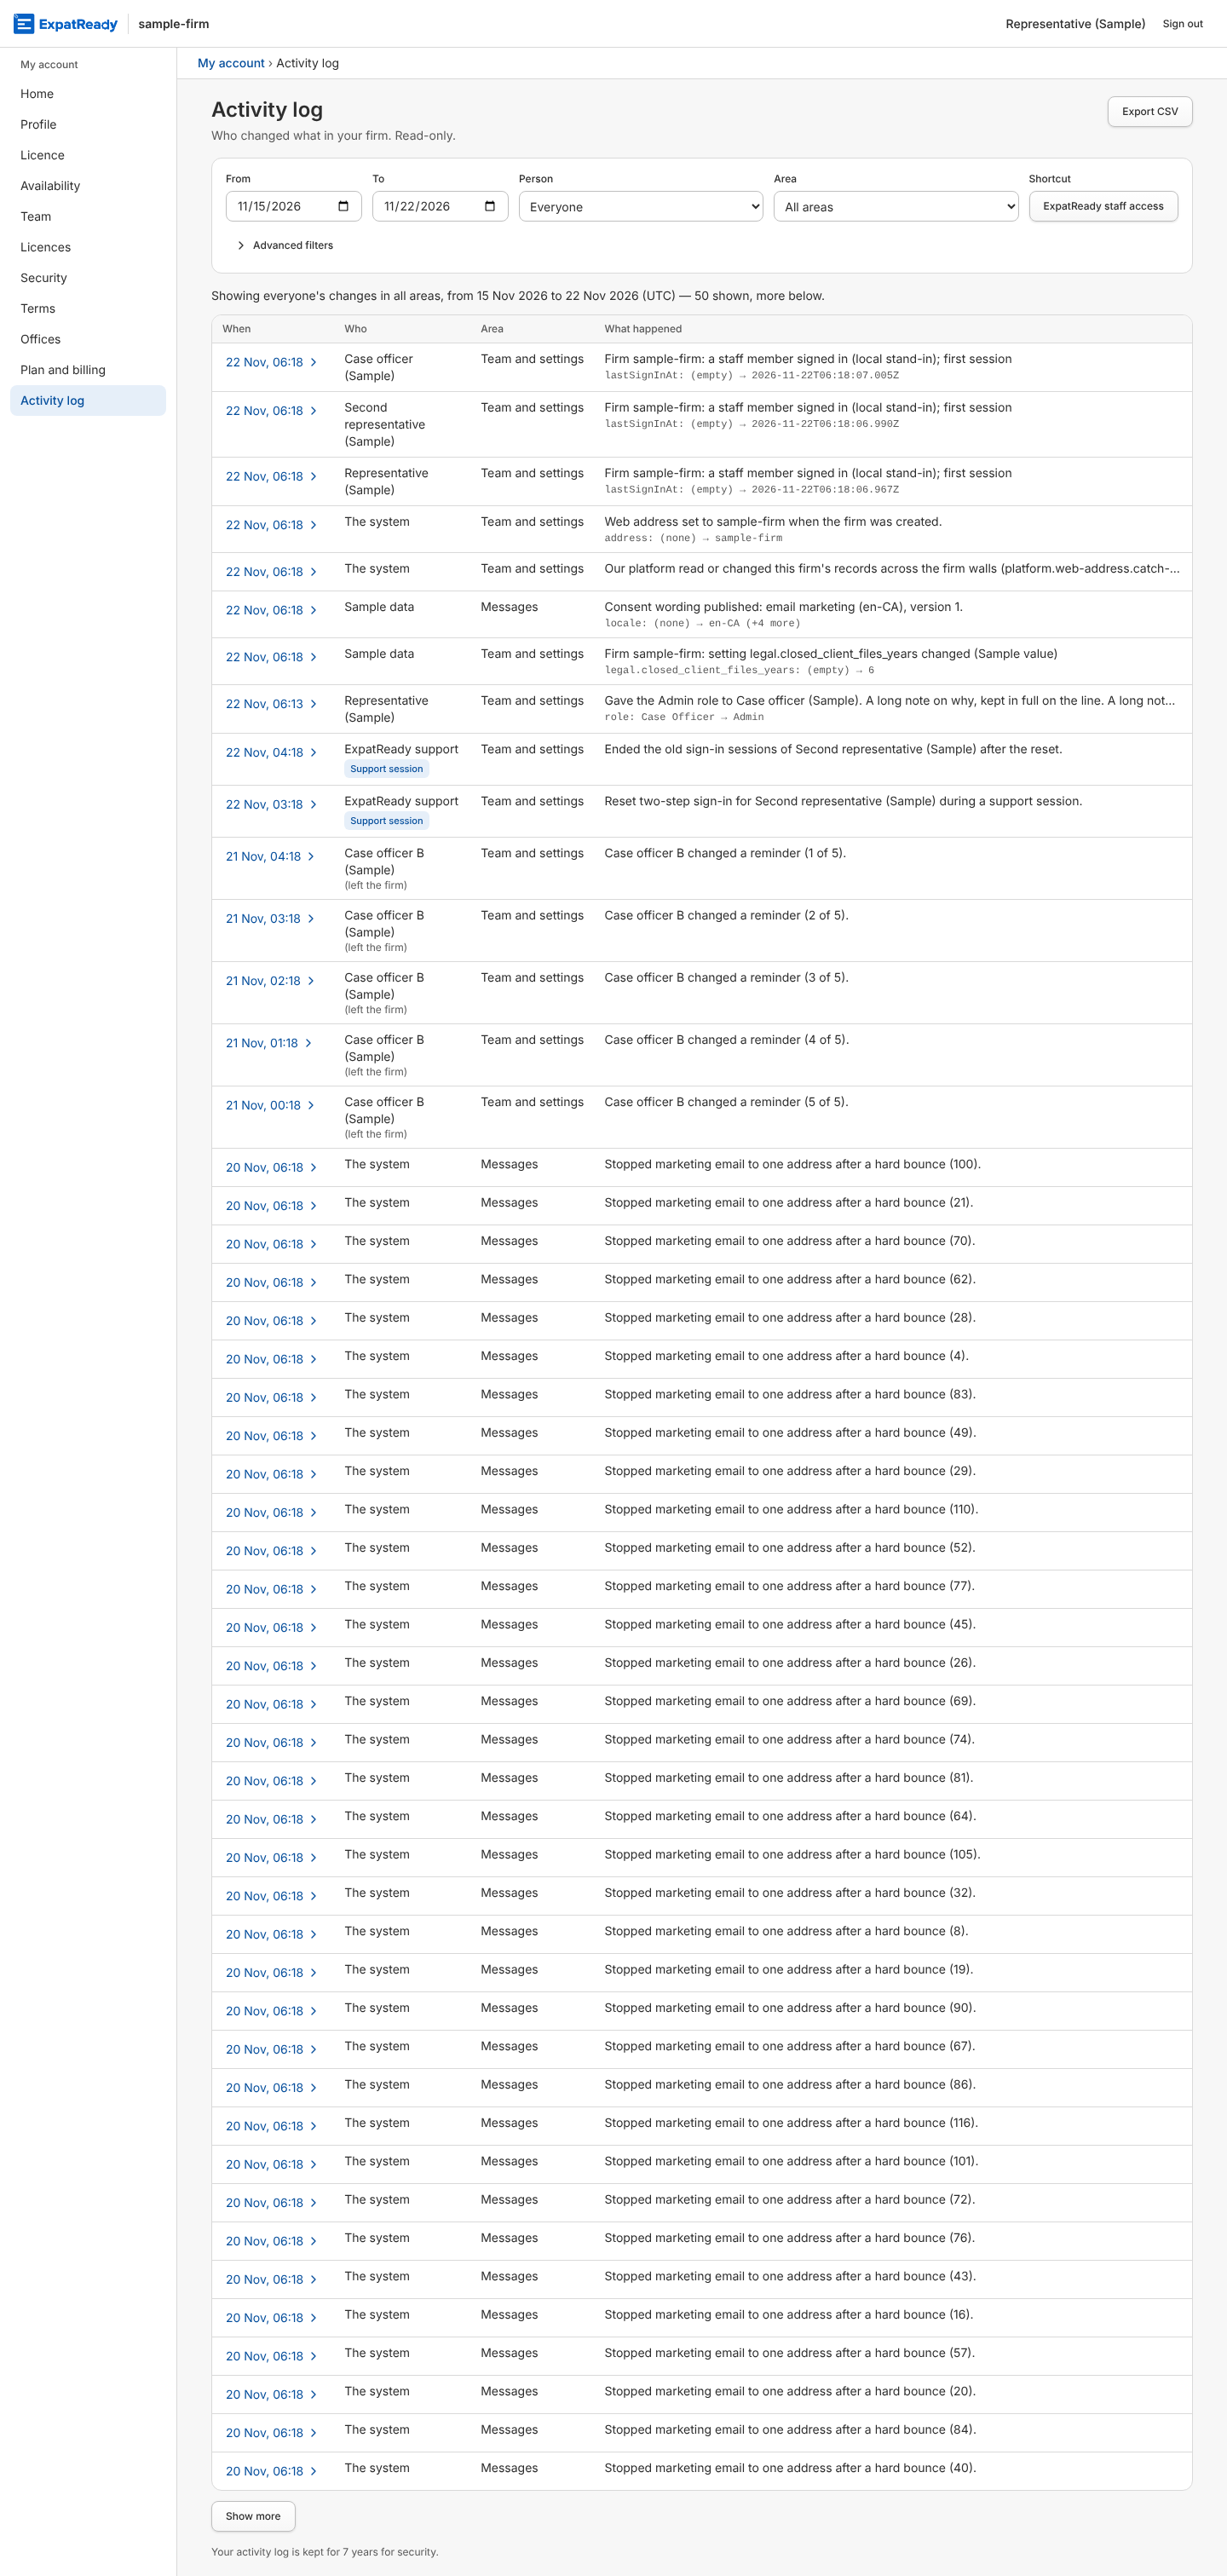 ExpatReady
sample-firm
Representative (Sample)
Sign out
My account
Home
Profile
Licence
Availability
Team
Licences
Security
Terms
Offices
Plan and billing
Activity log
My account › Activity log
Activity log
Export CSV
Who changed what in your firm. Read-only.
From
To
Person
Area
Shortcut
11/15/2026
11/22/2026
Everyone
All areas
ExpatReady staff access
Advanced filters
Showing everyone's changes in all areas, from 15 Nov 2026 to 22 Nov 2026 (UTC) — 50 shown, more below.
When Who Area What happened
22 Nov, 06:18 Case officer (Sample) Team and settings Firm sample-firm: a staff member signed in (local stand-in); first session
lastSignInAt: (empty) → 2026-11-22T06:18:07.005Z
22 Nov, 06:18 Second representative (Sample) Team and settings Firm sample-firm: a staff member signed in (local stand-in); first session
lastSignInAt: (empty) → 2026-11-22T06:18:06.990Z
22 Nov, 06:18 Representative (Sample) Team and settings Firm sample-firm: a staff member signed in (local stand-in); first session
lastSignInAt: (empty) → 2026-11-22T06:18:06.967Z
22 Nov, 06:18 The system Team and settings Web address set to sample-firm when the firm was created.
address: (none) → sample-firm
22 Nov, 06:18 The system Team and settings Our platform read or changed this firm's records across the firm walls (platform.web-address.catch-...
22 Nov, 06:18 Sample data Messages Consent wording published: email marketing (en-CA), version 1.
locale: (none) → en-CA (+4 more)
22 Nov, 06:18 Sample data Team and settings Firm sample-firm: setting legal.closed_client_files_years changed (Sample value)
legal.closed_client_files_years: (empty) → 6
22 Nov, 06:13 Representative (Sample) Team and settings Gave the Admin role to Case officer (Sample). A long note on why, kept in full on the line. A long not...
role: Case Officer → Admin
22 Nov, 04:18 ExpatReady support Team and settings Ended the old sign-in sessions of Second representative (Sample) after the reset.
Support session
22 Nov, 03:18 ExpatReady support Team and settings Reset two-step sign-in for Second representative (Sample) during a support session.
Support session
21 Nov, 04:18 Case officer B (Sample) Team and settings Case officer B changed a reminder (1 of 5).
(left the firm)
21 Nov, 03:18 Case officer B (Sample) Team and settings Case officer B changed a reminder (2 of 5).
(left the firm)
21 Nov, 02:18 Case officer B (Sample) Team and settings Case officer B changed a reminder (3 of 5).
(left the firm)
21 Nov, 01:18 Case officer B (Sample) Team and settings Case officer B changed a reminder (4 of 5).
(left the firm)
21 Nov, 00:18 Case officer B (Sample) Team and settings Case officer B changed a reminder (5 of 5).
(left the firm)
20 Nov, 06:18 The system Messages Stopped marketing email to one address after a hard bounce (100).
20 Nov, 06:18 The system Messages Stopped marketing email to one address after a hard bounce (21).
20 Nov, 06:18 The system Messages Stopped marketing email to one address after a hard bounce (70).
20 Nov, 06:18 The system Messages Stopped marketing email to one address after a hard bounce (62).
20 Nov, 06:18 The system Messages Stopped marketing email to one address after a hard bounce (28).
20 Nov, 06:18 The system Messages Stopped marketing email to one address after a hard bounce (4).
20 Nov, 06:18 The system Messages Stopped marketing email to one address after a hard bounce (83).
20 Nov, 06:18 The system Messages Stopped marketing email to one address after a hard bounce (49).
20 Nov, 06:18 The system Messages Stopped marketing email to one address after a hard bounce (29).
20 Nov, 06:18 The system Messages Stopped marketing email to one address after a hard bounce (110).
20 Nov, 06:18 The system Messages Stopped marketing email to one address after a hard bounce (52).
20 Nov, 06:18 The system Messages Stopped marketing email to one address after a hard bounce (77).
20 Nov, 06:18 The system Messages Stopped marketing email to one address after a hard bounce (45).
20 Nov, 06:18 The system Messages Stopped marketing email to one address after a hard bounce (26).
20 Nov, 06:18 The system Messages Stopped marketing email to one address after a hard bounce (69).
20 Nov, 06:18 The system Messages Stopped marketing email to one address after a hard bounce (74).
20 Nov, 06:18 The system Messages Stopped marketing email to one address after a hard bounce (81).
20 Nov, 06:18 The system Messages Stopped marketing email to one address after a hard bounce (64).
20 Nov, 06:18 The system Messages Stopped marketing email to one address after a hard bounce (105).
20 Nov, 06:18 The system Messages Stopped marketing email to one address after a hard bounce (32).
20 Nov, 06:18 The system Messages Stopped marketing email to one address after a hard bounce (8).
20 Nov, 06:18 The system Messages Stopped marketing email to one address after a hard bounce (19).
20 Nov, 06:18 The system Messages Stopped marketing email to one address after a hard bounce (90).
20 Nov, 06:18 The system Messages Stopped marketing email to one address after a hard bounce (67).
20 Nov, 06:18 The system Messages Stopped marketing email to one address after a hard bounce (86).
20 Nov, 06:18 The system Messages Stopped marketing email to one address after a hard bounce (116).
20 Nov, 06:18 The system Messages Stopped marketing email to one address after a hard bounce (101).
20 Nov, 06:18 The system Messages Stopped marketing email to one address after a hard bounce (72).
20 Nov, 06:18 The system Messages Stopped marketing email to one address after a hard bounce (76).
20 Nov, 06:18 The system Messages Stopped marketing email to one address after a hard bounce (43).
20 Nov, 06:18 The system Messages Stopped marketing email to one address after a hard bounce (16).
20 Nov, 06:18 The system Messages Stopped marketing email to one address after a hard bounce (57).
20 Nov, 06:18 The system Messages Stopped marketing email to one address after a hard bounce (20).
20 Nov, 06:18 The system Messages Stopped marketing email to one address after a hard bounce (84).
20 Nov, 06:18 The system Messages Stopped marketing email to one address after a hard bounce (40).
Show more
Your activity log is kept for 7 years for security.